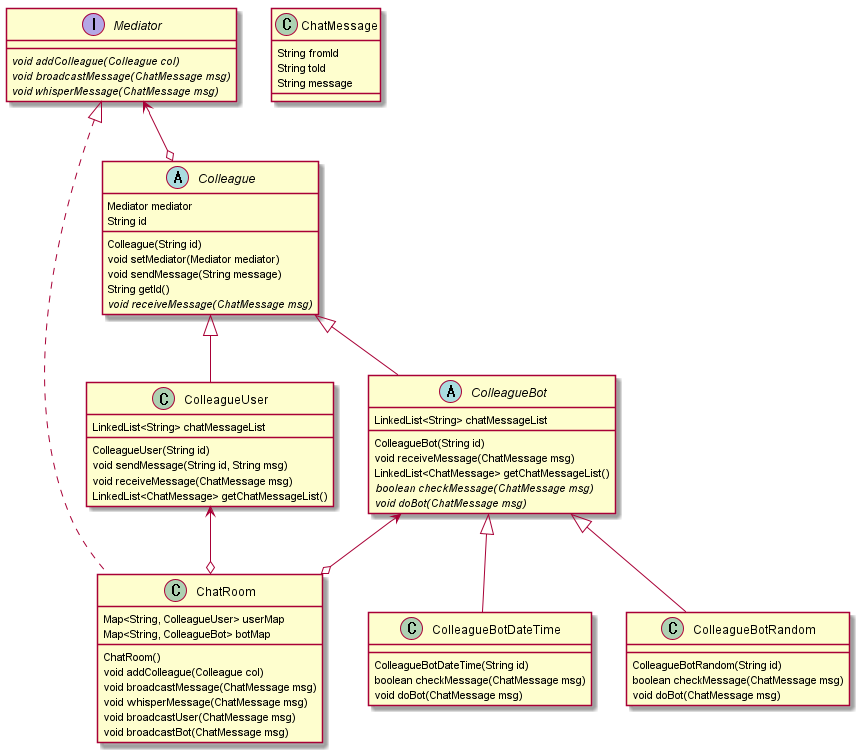 I Mediator
void addColleague(Colleague col)
void broadcastMessage(ChatMessage msg)
void whisperMessage(ChatMessage msg)
C ChatMessage
String fromId
String toId
String message
A Colleague
Mediator mediator
String id
Colleague(String id)
void setMediator(Mediator mediator)
void sendMessage(String message)
String getId()
void receiveMessage(ChatMessage msg)
C ColleagueUser
LinkedList<String> chatMessageList
ColleagueUser(String id)
void sendMessage(String id, String msg)
void receiveMessage(ChatMessage msg)
LinkedList<ChatMessage> getChatMessageList()
A ColleagueBot
LinkedList<String> chatMessageList
ColleagueBot(String id)
void receiveMessage(ChatMessage msg)
LinkedList<ChatMessage> getChatMessageList()
boolean checkMessage(ChatMessage msg)
void doBot(ChatMessage msg)
C ChatRoom
Map<String, ColleagueUser> userMap
Map<String, ColleagueBot> botMap
ChatRoom()
void addColleague(Colleague col)
void broadcastMessage(ChatMessage msg)
void whisperMessage(ChatMessage msg)
void broadcastUser(ChatMessage msg)
void broadcastBot(ChatMessage msg)
C ColleagueBotDateTime
ColleagueBotDateTime(String id)
boolean checkMessage(ChatMessage msg)
void doBot(ChatMessage msg)
C ColleagueBotRandom
ColleagueBotRandom(String id)
boolean checkMessage(ChatMessage msg)
void doBot(ChatMessage msg)